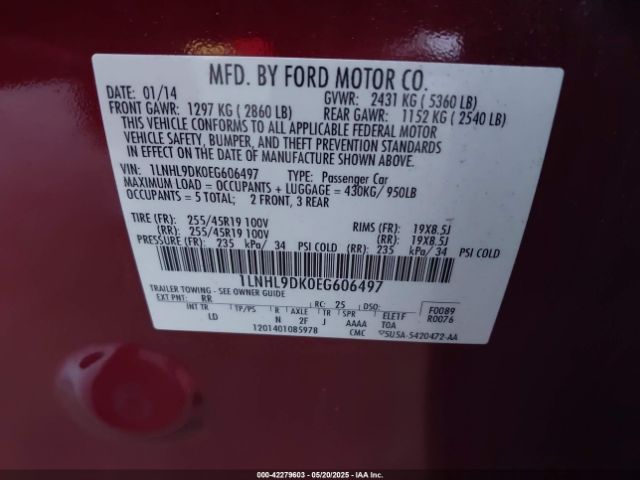 MFD. BY FORD MOTOR CO.
DATE: 01/14
GVWR: 2431 KG ( 5360 LB)
FRONT GAWR: 1297 KG ( 2860 LB)
REAR GAWR: 1152 KG ( 2540 LB)
THIS VEHICLE CONFORMS TO ALL APPLICABLE FEDERAL MOTOR
VEHICLE SAFETY, BUMPER, AND THEFT PREVENTION STANDARDS
IN EFFECT ON THE DATE OF MANUFACTURE SHOWN ABOVE.
VIN: 1LNHL9DK0EG606497
TYPE: Passenger Car
MAXIMUM LOAD = OCCUPANTS + LUGGAGE = 430KG/ 950LB
OCCUPANTS = 5 TOTAL; 2 FRONT, 3 REAR
TIRE (FR): 255/45R19 100V
RIMS (FR): 19X8.5J
(RR): 255/45R19 100V
(RR): 19X8.5J
PRESSURE (FR): 235 kPa/ 34 PSI COLD (RR): 235 kPa/ 34 PSI COLD
1LNHL9DK0EG606497
TRAILER TOWING - SEE OWNER GUIDE
EXT PNT: RR RC: 25 DSO:
F0089
R0076
INT TR TP/PS R AXLE TR SPR
LD N 2F J AAAA
ELE1F
TOA
1201401085978
CMC
5U5A-5420472-AA
000-42279603 - 05/20/2025 - IAA Inc.